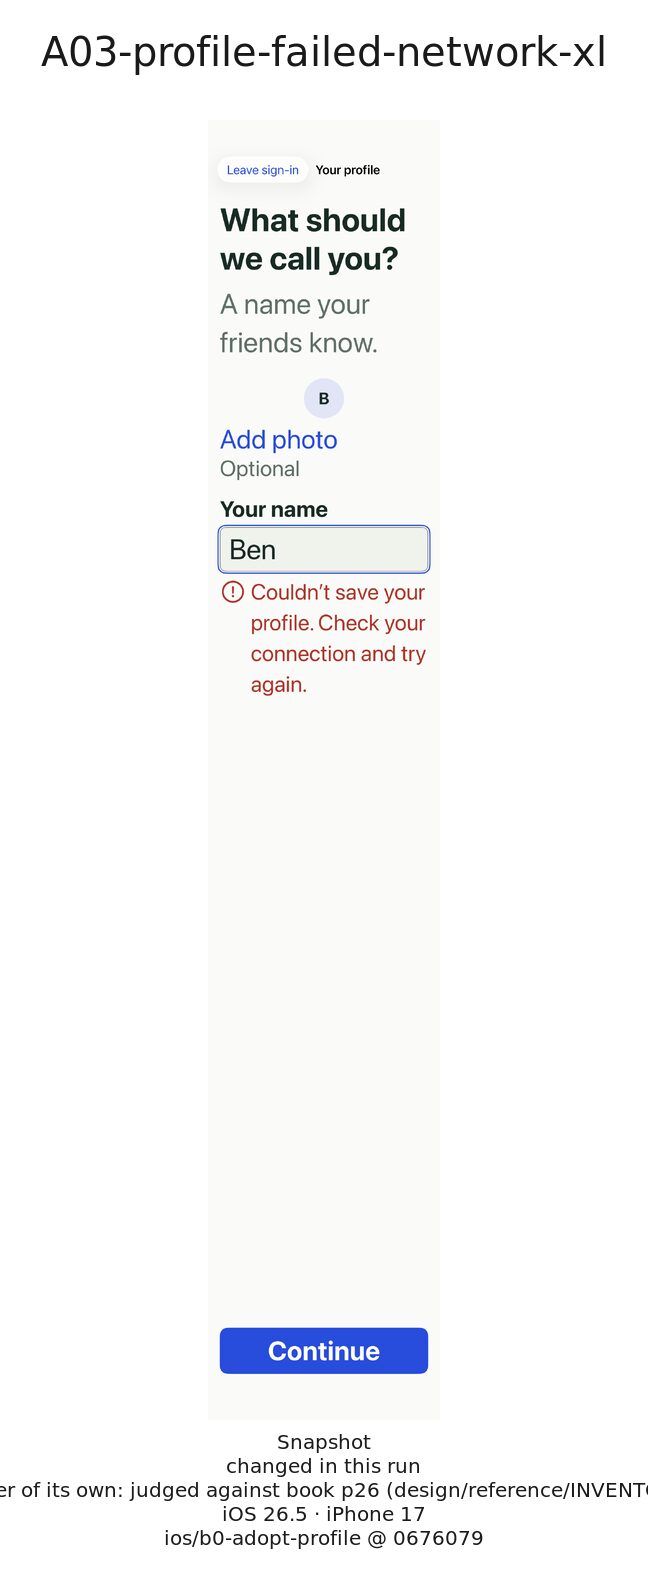 A03-profile-failed-network-xl
Leave sign-in Your profile
What should
we call you?
A name your
friends know.
B
Add photo
Optional
Your name
Ben
Couldn’t save your
profile. Check your
connection and try
again.
Continue
Snapshot
changed in this run
of its own: judged against book p26 (design/reference/
iOS 26.5 · iPhone 17
ios/b0-adopt-profile @ 0676079